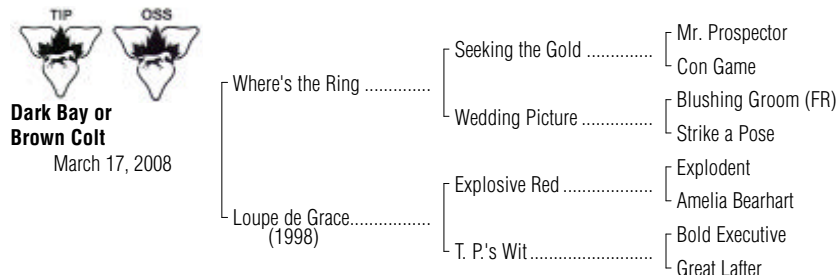 TIP OSS
Dark Bay or
Brown Colt
March 17, 2008
Where's the Ring ..............
Loupe de Grace.................
(1998)
Seeking the Gold ..............
Wedding Picture ...............
Explosive Red ....................
T. P.'s Wit...........................
Mr. Prospector
Con Game
Blushing Groom (FR)
Strike a Pose
Explodent
Amelia Bearhart
Bold Executive
Great Lafter